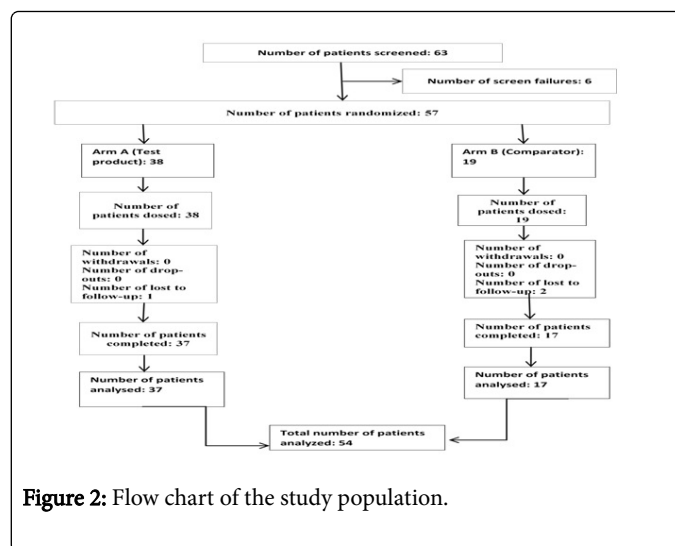 Number of patients screened: 63
Number of screen failures: 6
Number of patients randomized: 57
Arm A (Test
product): 38
Arm B (Comparator):
19
Number of
patients dosed: 38
Number of
patients dosed:
19
Number of
withdrawals: 0
Number of drop-
outs: 0
Number of lost to
follow-up: 1
Number of
withdrawals: 0
Number of drop-
outs: 0
Number of lost to
follow-up: 2
Number of patients
completed: 37
Number of patients
completed: 17
Number of patients
analysed: 37
Number of patients
analysed: 17
Total number of patients
analyzed: 54
Figure 2: Flow chart of the study population.